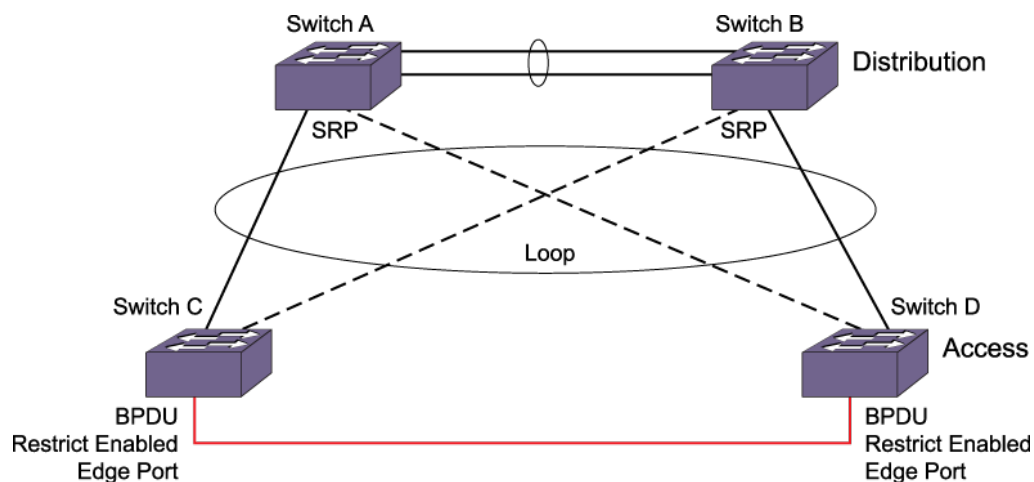 Switch A
Switch B
Distribution
SRP
SRP
Loop
Switch C
Switch D
Access
BPDU
Restrict Enabled
Edge Port
BPDU
Restrict Enabled
Edge Port